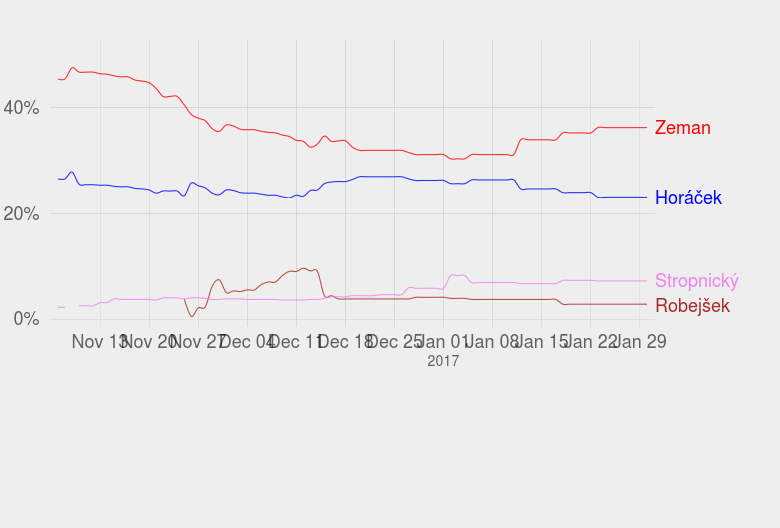 40%
Zeman
Horáček
20%
Stropnický
Robejšek
0%
Nov 13 Nov 20 Nov 27 Dec 04 Dec 11 Dec 18 Dec 25 Jan 01 Jan 08 Jan 15 Jan 22 Jan 29
2017